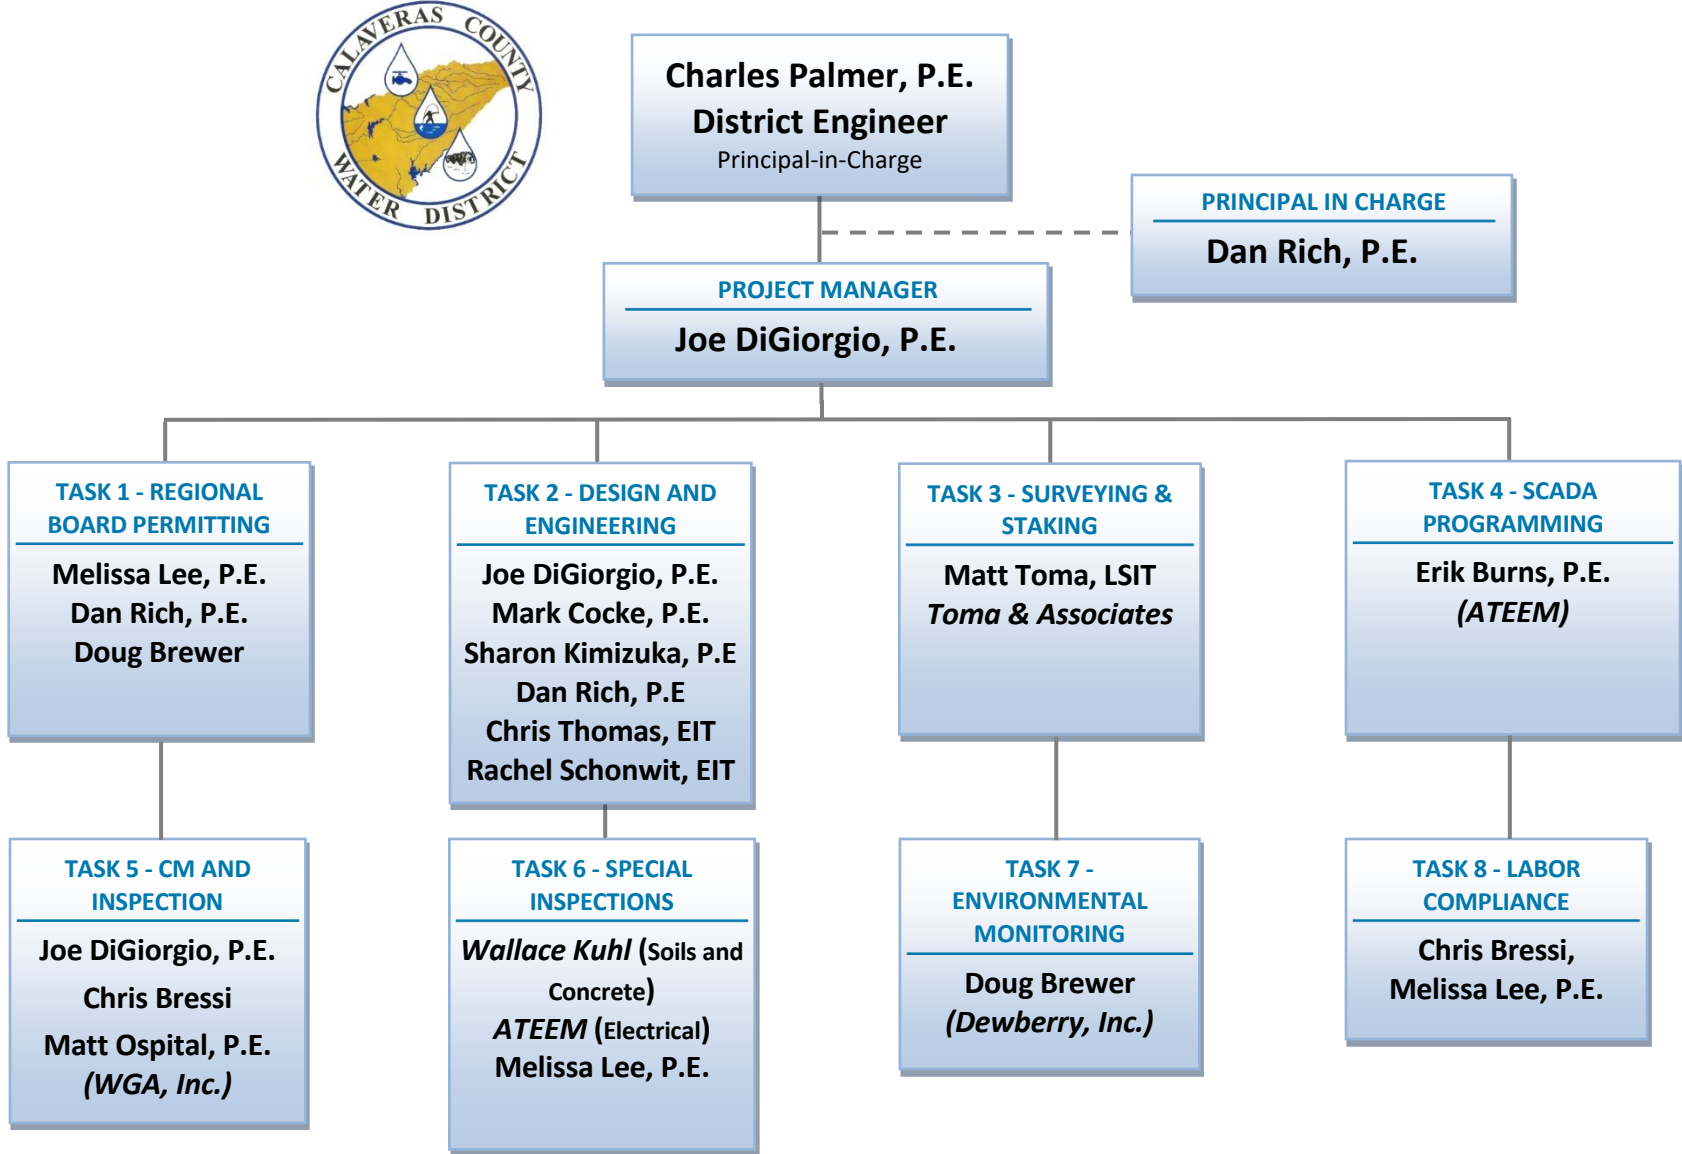 CALAVERAS COUNTY
WATER DISTRICT
Charles Palmer, P.E.
District Engineer
Principal-in-Charge
PRINCIPAL IN CHARGE
Dan Rich, P.E.
PROJECT MANAGER
Joe DiGiorgio, P.E.
TASK 1 - REGIONAL
BOARD PERMITTING
Melissa Lee, P.E.
Dan Rich, P.E.
Doug Brewer
TASK 2 - DESIGN AND
ENGINEERING
Joe DiGiorgio, P.E.
Mark Cocke, P.E.
Sharon Kimizuka, P.E
Dan Rich, P.E
Chris Thomas, EIT
Rachel Schonwit, EIT
TASK 3 - SURVEYING &
STAKING
Matt Toma, LSIT
Toma & Associates
TASK 4 - SCADA
PROGRAMMING
Erik Burns, P.E.
(ATEEM)
TASK 5 - CM AND
INSPECTION
Joe DiGiorgio, P.E.
Chris Bressi
Matt Ospital, P.E.
(WGA, Inc.)
TASK 6 - SPECIAL
INSPECTIONS
Wallace Kuhl (Soils and
Concrete)
ATEEM (Electrical)
Melissa Lee, P.E.
TASK 7 -
ENVIRONMENTAL
MONITORING
Doug Brewer
(Dewberry, Inc.)
TASK 8 - LABOR
COMPLIANCE
Chris Bressi,
Melissa Lee, P.E.